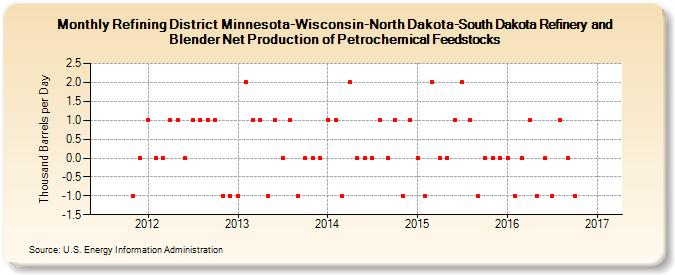 Monthly Refining District Minnesota-Wisconsin-North Dakota-South Dakota Refinery and
Blender Net Production of Petrochemical Feedstocks
Thousand Barrels per Day
2.5
2.0
1.5
1.0
0.5
0.0
-0.5
-1.0
-1.5
2012 2013 2014 2015 2016 2017
Source: U.S. Energy Information Administration